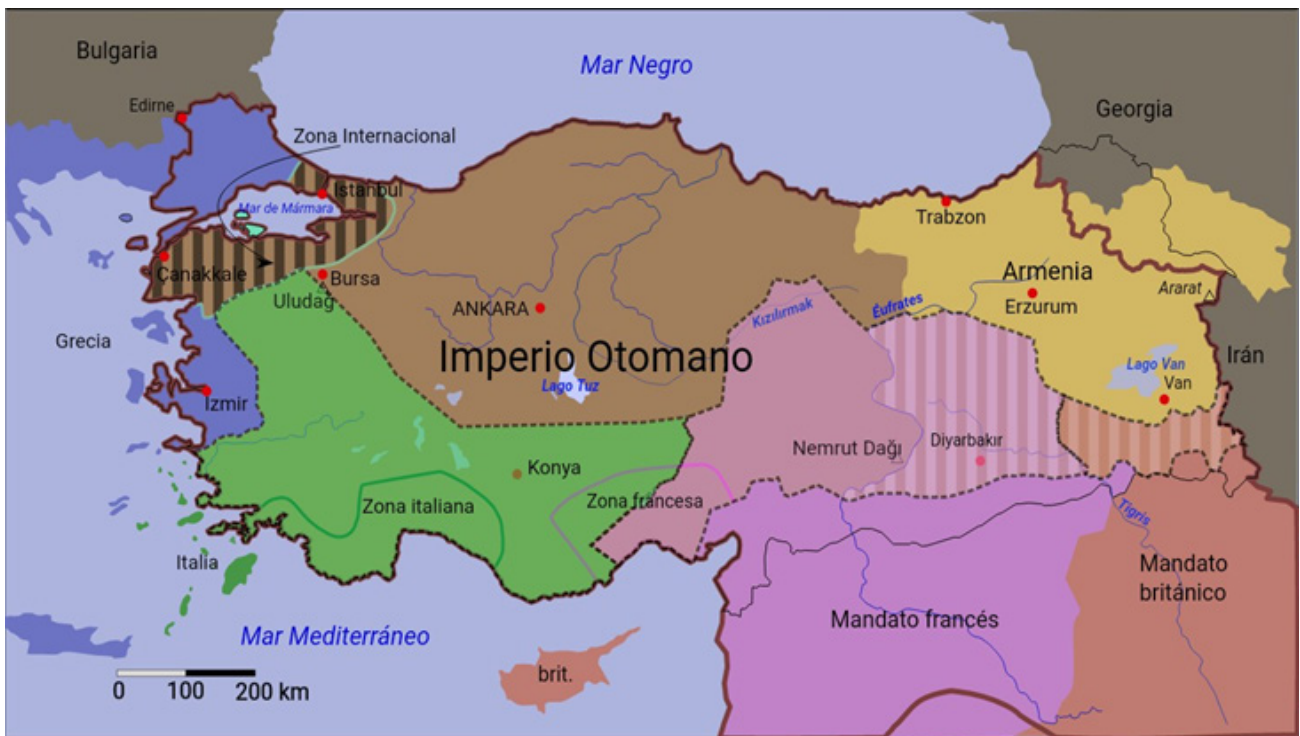 Bulgaria
Mar Negro
Georgia
Edirne
Zona Internacional
Istanbul
Mar de Mármara
Trabzon
Çanakkale
Bursa
Uludağ
Armenia
Ararat
Erzurum
Éufrates
ANKARA
Kızılırmak
Grecia
Imperio Otomano
Irán
Lago Tuz
Lago Van
Van
Izmir
Diyarbakır
Nemrut Dağı
Konya
Zona italiana
Zona francesa
Tigris
Italia
Mandato
británico
Mandato francés
Mar Mediterráneo
brit.
0 100 200 km